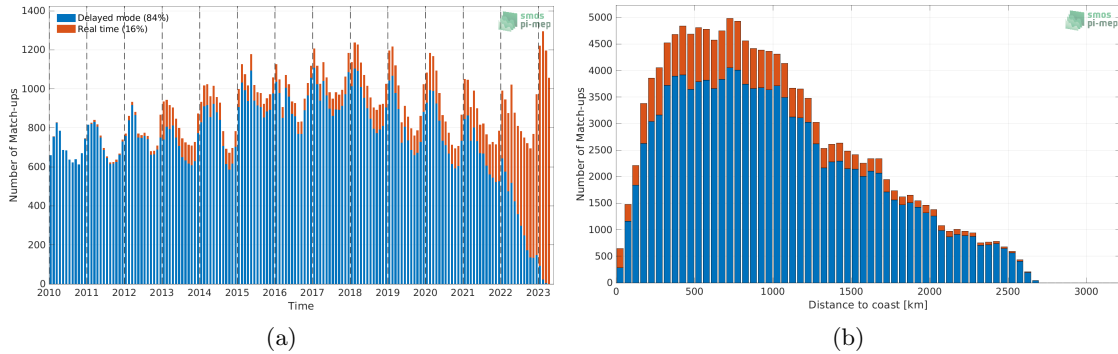 Delayed mode (84%)
Real time (16%)
smos
pi-mep
1400
1200
1000
800
600
400
200
0
Number of Match-ups
2010 2011 2012 2013 2014 2015 2016 2017 2018 2019 2020 2021 2022 2023
Time
(a)
smos
pi-mep
5000
4500
4000
3500
3000
2500
2000
1500
1000
500
0
Number of Match-ups
0 500 1000 1500 2000 2500 3000
Distance to coast [km]
(b)